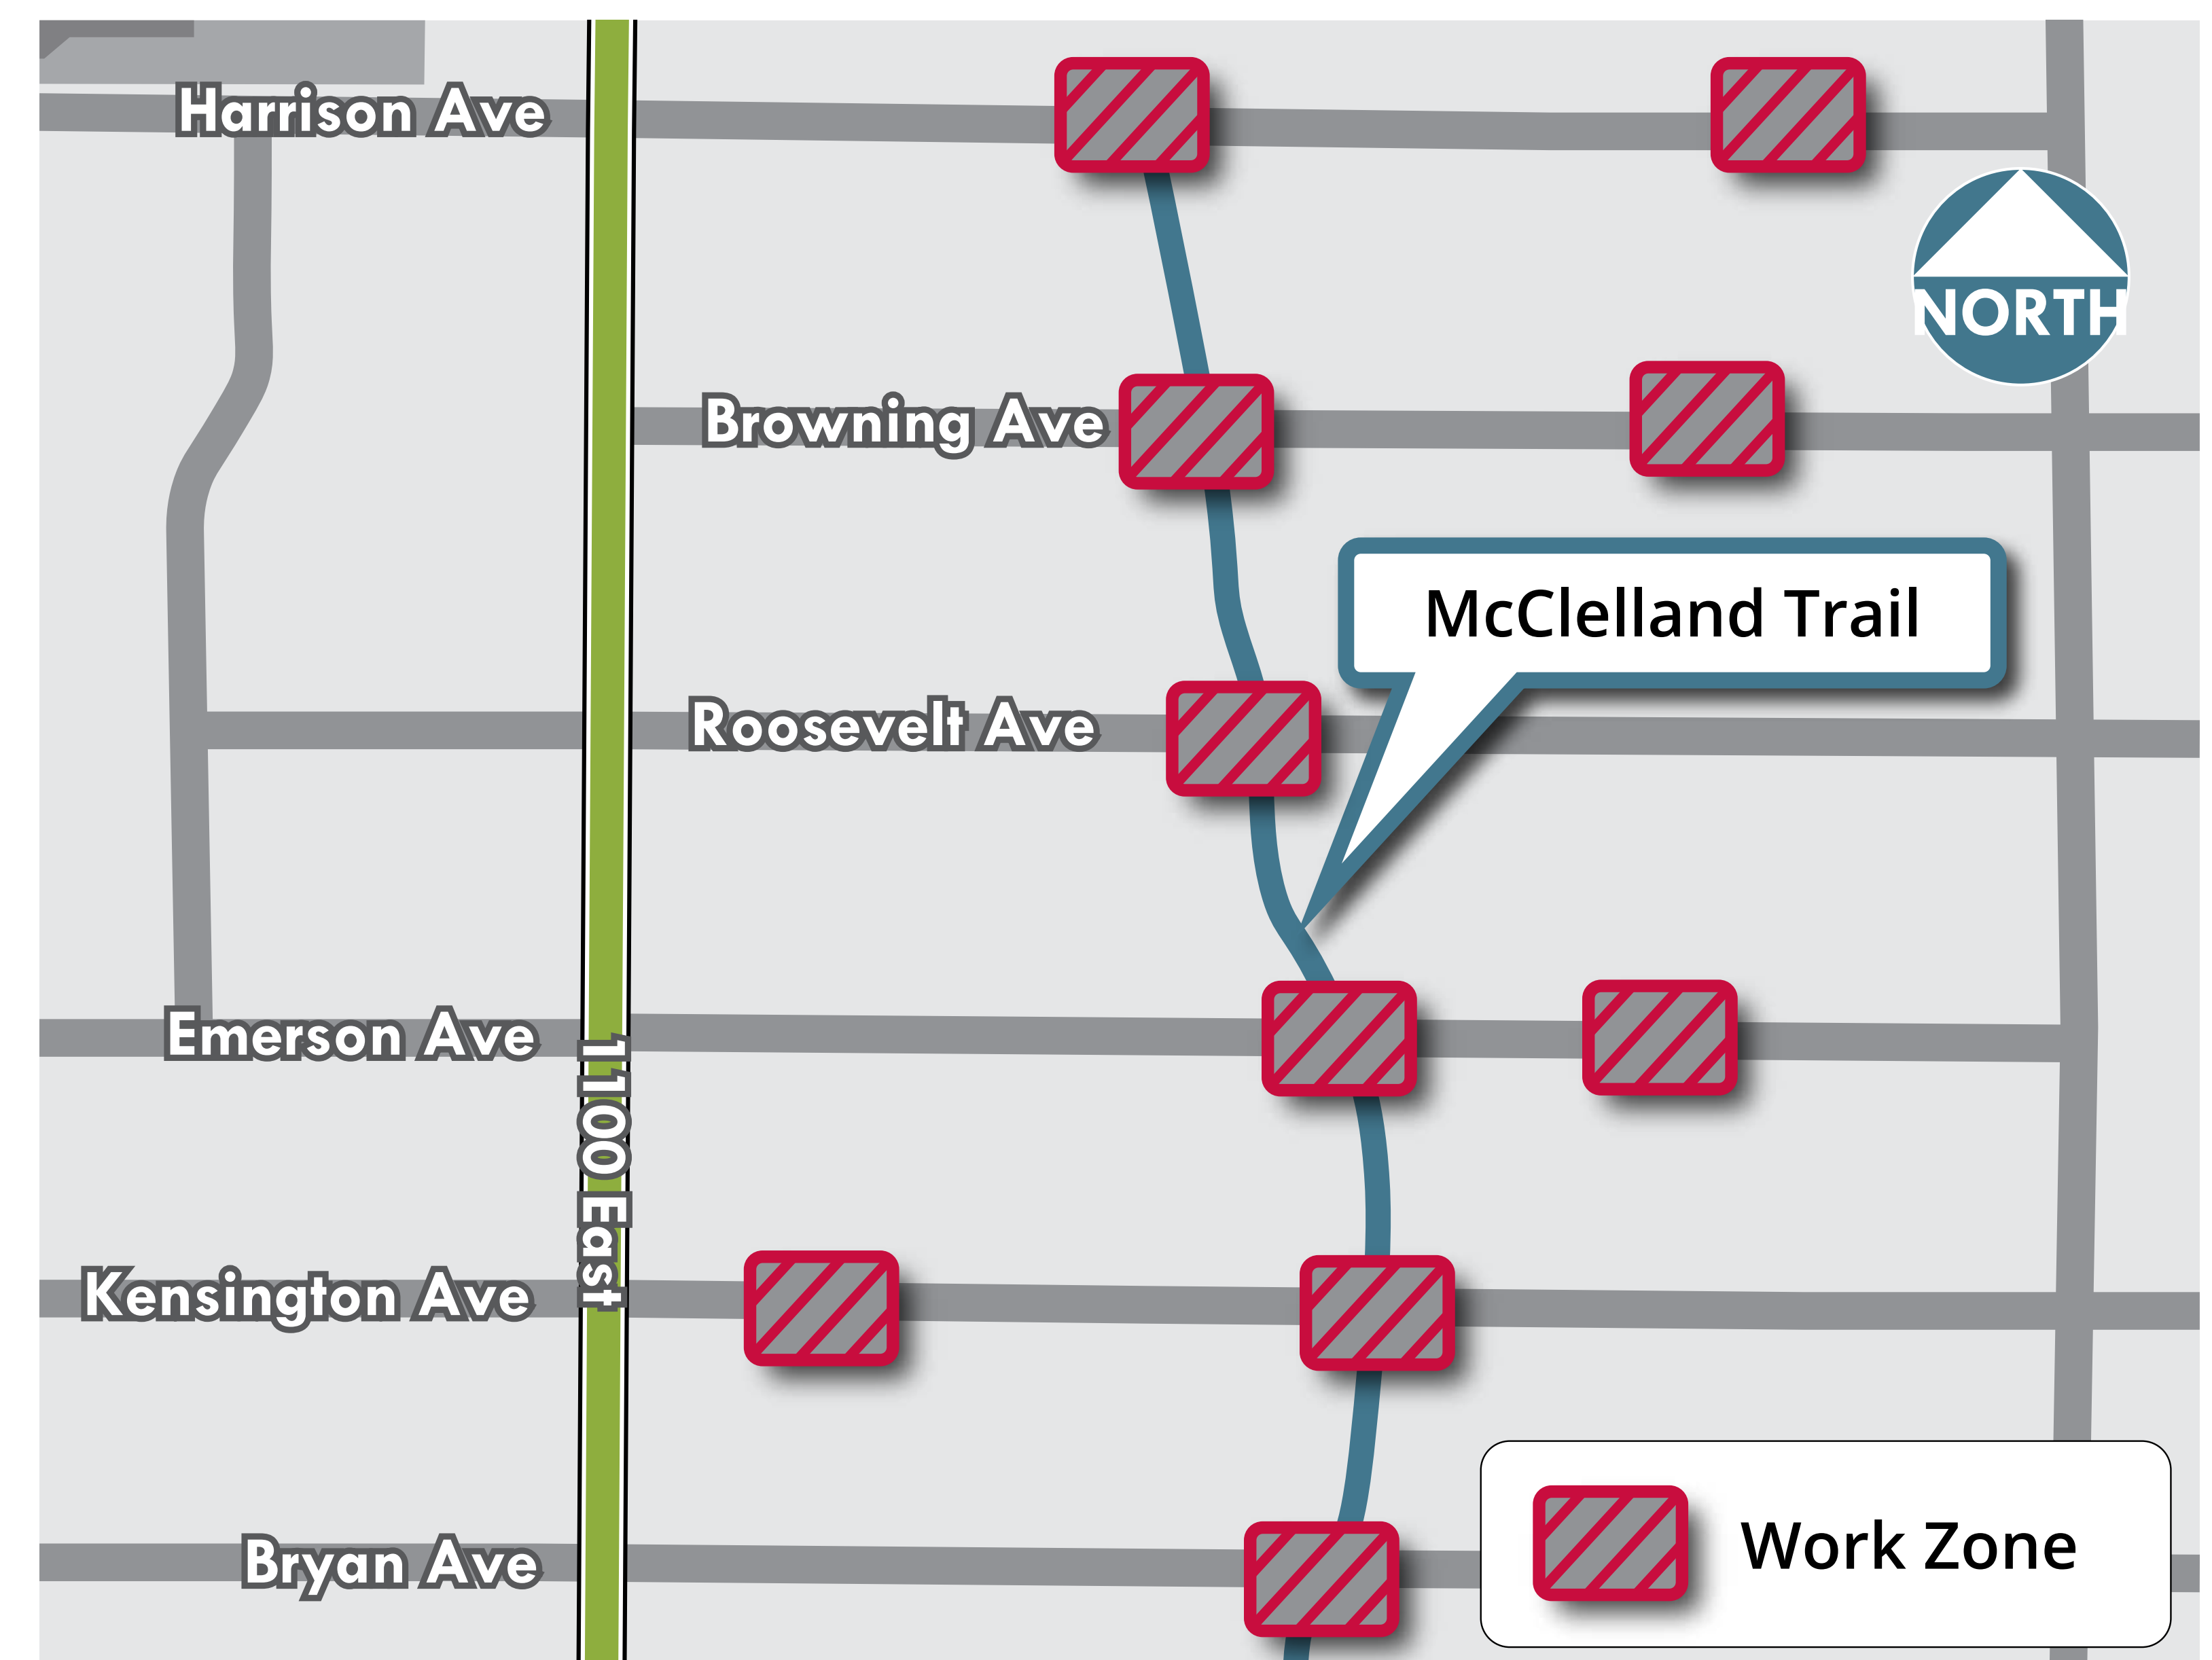 Harrison Ave
NORTH
Browning Ave
McClelland Trail
Roosevelt Ave
Emerson Ave
1100 East
Kensington Ave
Bryan Ave
Work Zone